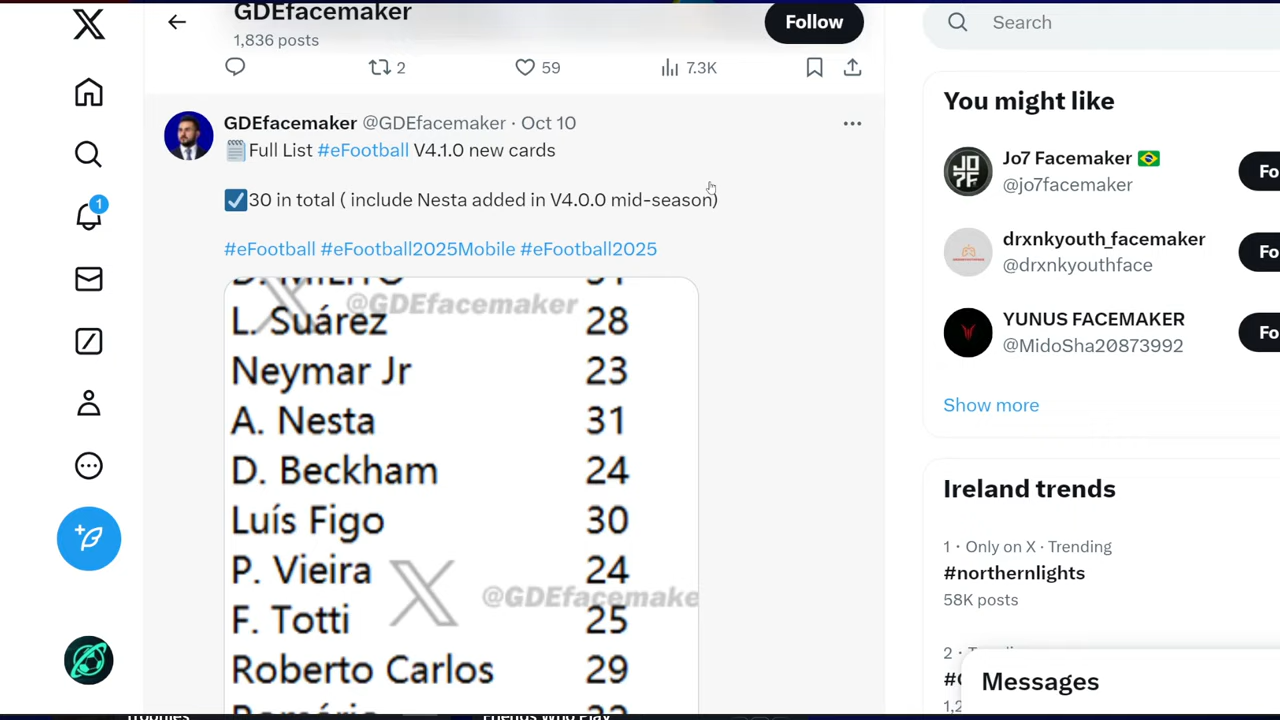 GDEfacemaker
1,836 posts
Follow
Search
2
59
7.3K
GDEfacemaker @GDEfacemaker · Oct 10
Full List #eFootball V4.1.0 new cards
30 in total ( include Nesta added in V4.0.0 mid-season)
#eFootball #eFootball2025Mobile #eFootball2025
@GDEfacemaker
L. Suárez 28
Neymar Jr 23
A. Nesta 31
D. Beckham 24
Luís Figo 30
P. Vieira 24
@GDEfacemake
F. Totti 25
Roberto Carlos 29
1
You might like
Jo7 Facemaker
@jo7facemaker
Fo
drxnkyouth_facemaker
@drxnkyouthface
Fo
YUNUS FACEMAKER
@MidoSha20873992
Fo
Show more
Ireland trends
1 · Only on X · Trending
#northernlights
58K posts
2 ·
Messages